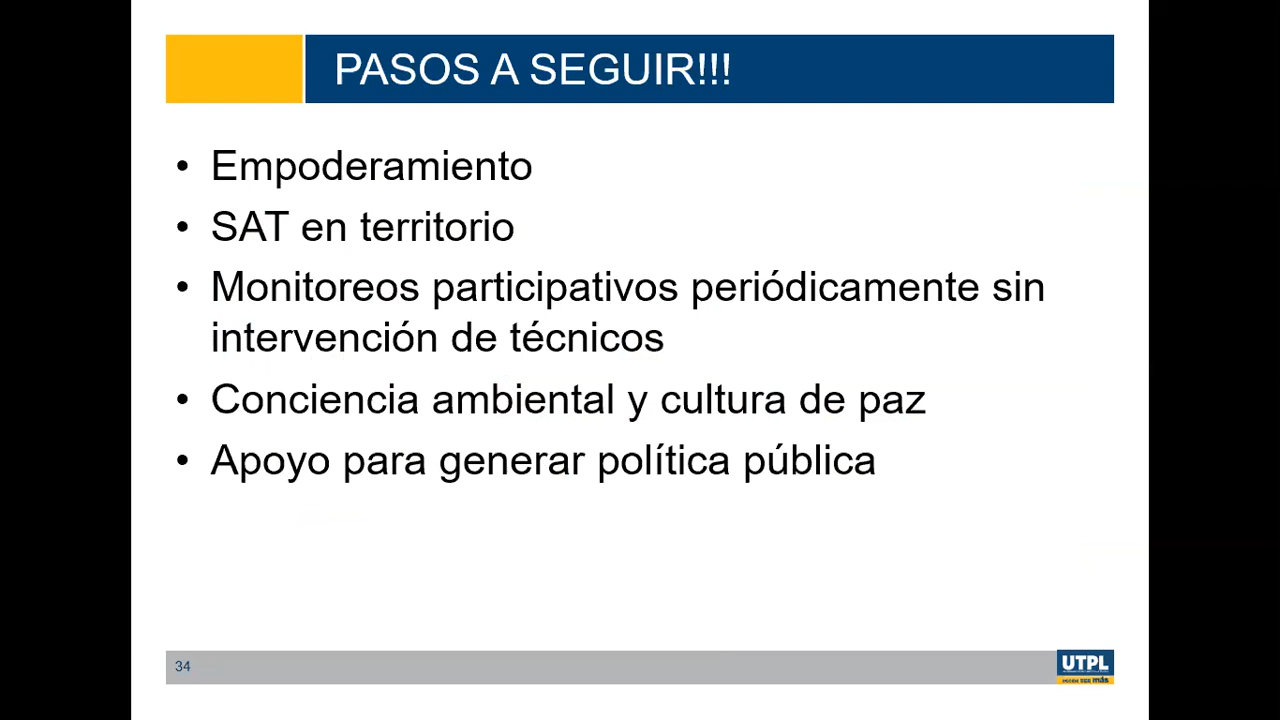 PASOS A SEGUIR!!!
• Empoderamiento
• SAT en territorio
• Monitoreos participativos periódicamente sin
intervención de técnicos
• Conciencia ambiental y cultura de paz
• Apoyo para generar política pública
34
UTPL
más